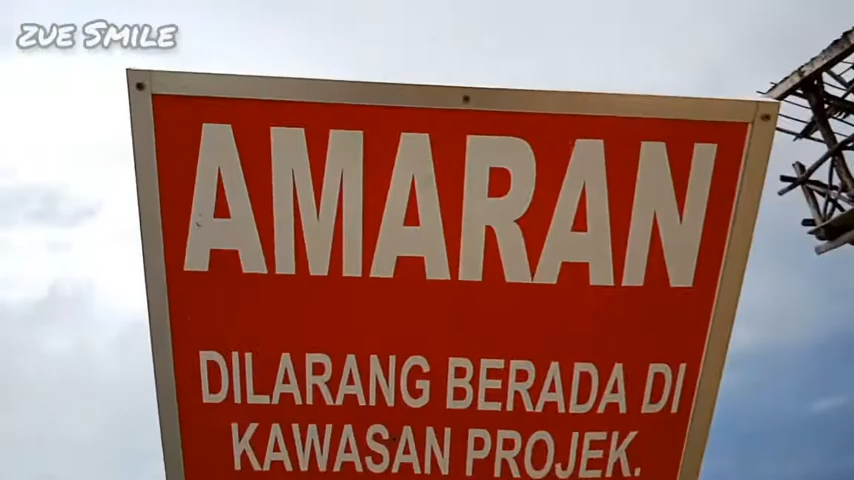 ZUE SMILE
AMARAN
DILARANG BERADA DI
KAWASAN PROJEK.